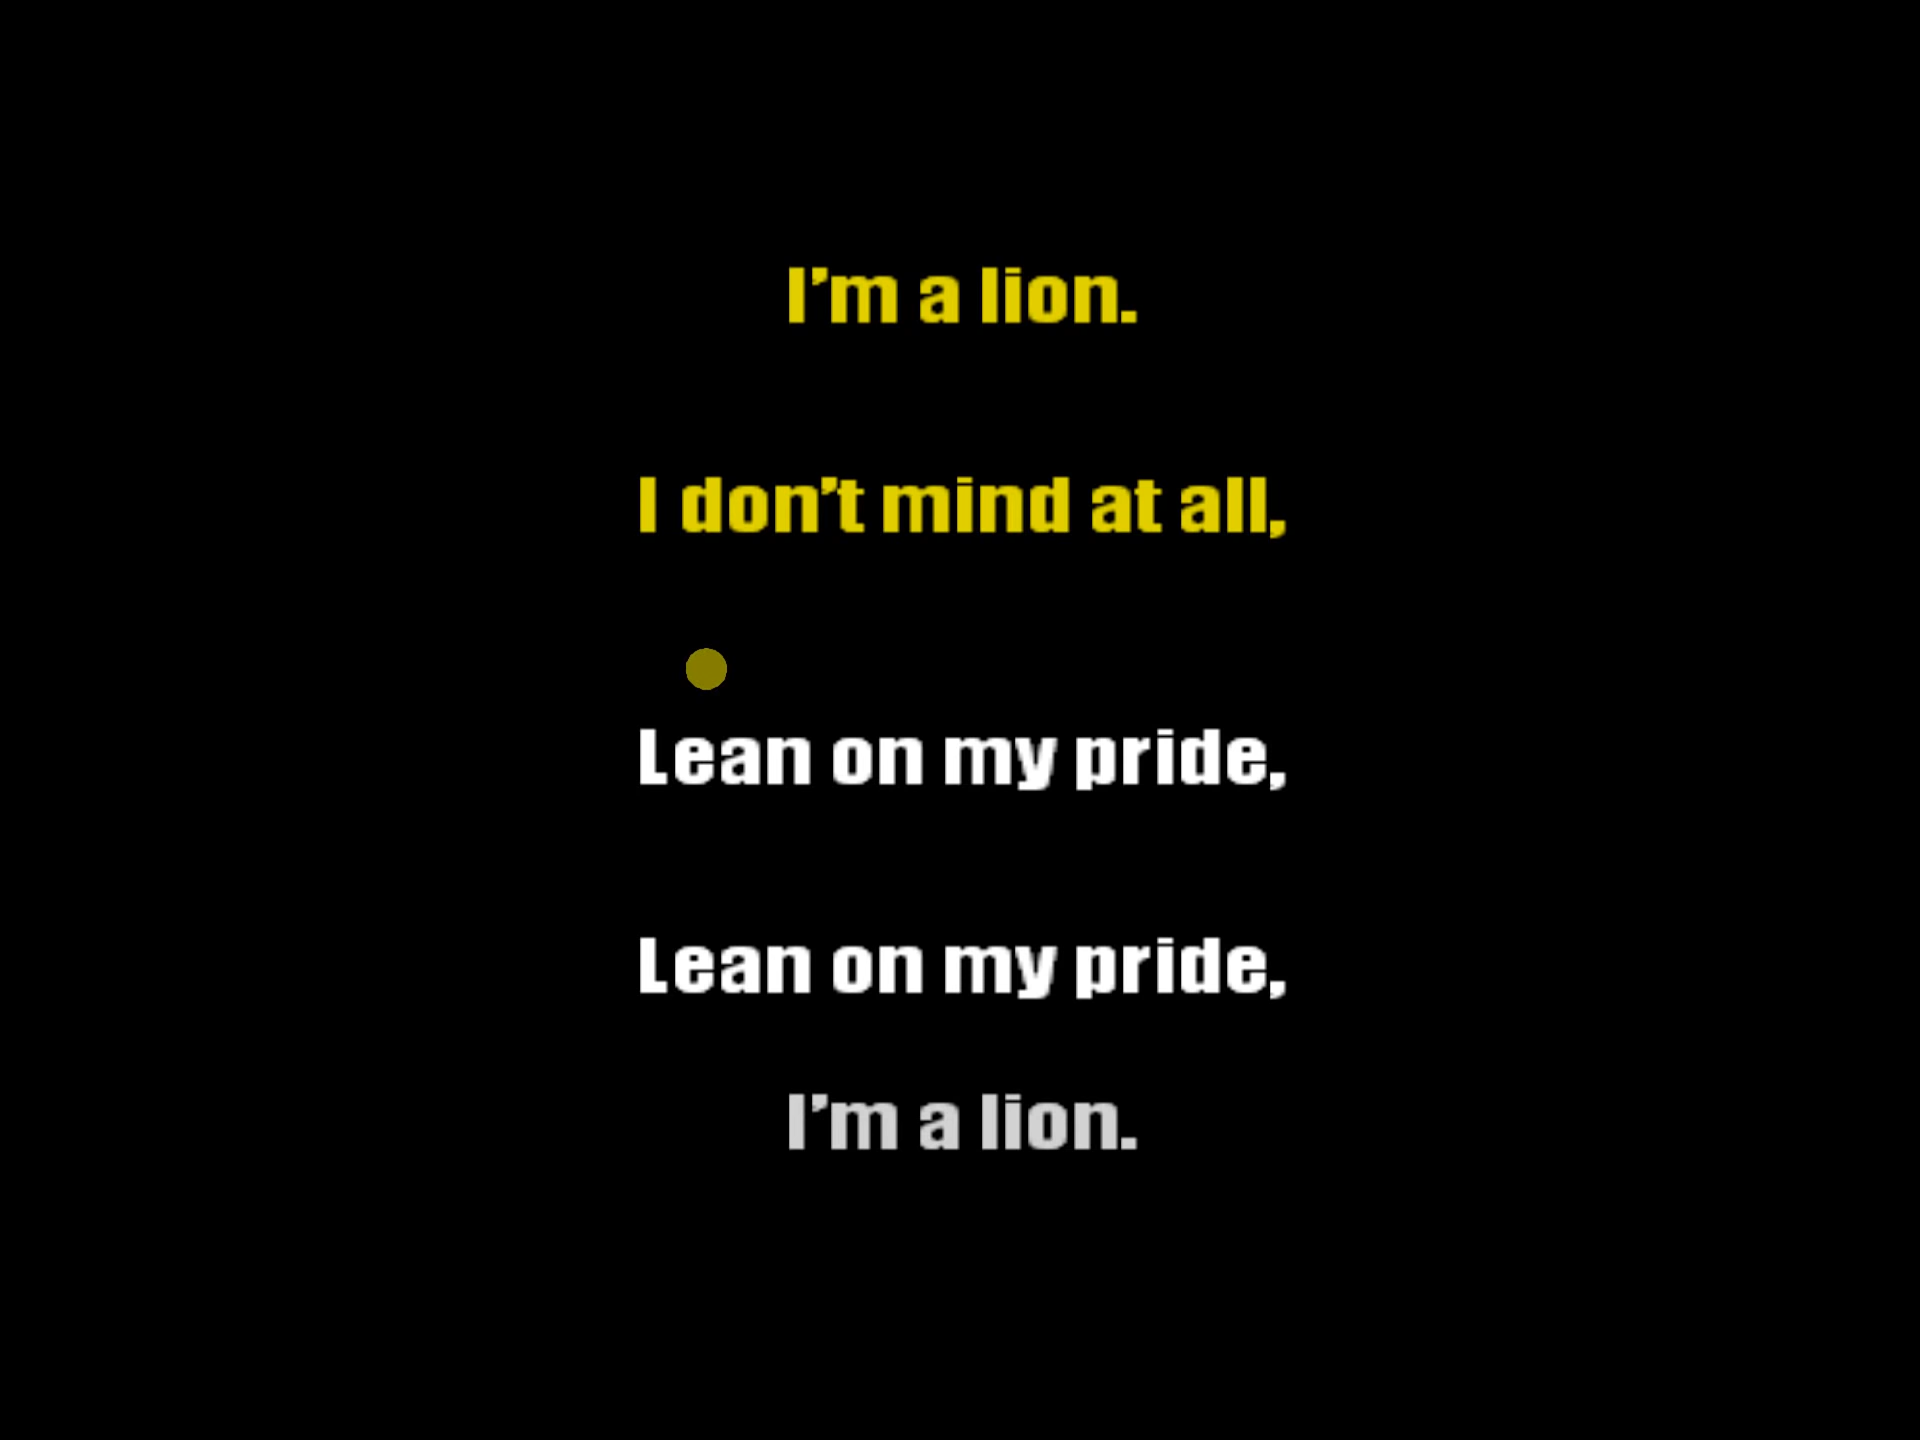 I’m a lion.
I don’t mind at all,
Lean on my pride,
Lean on my pride,
I’m a lion.